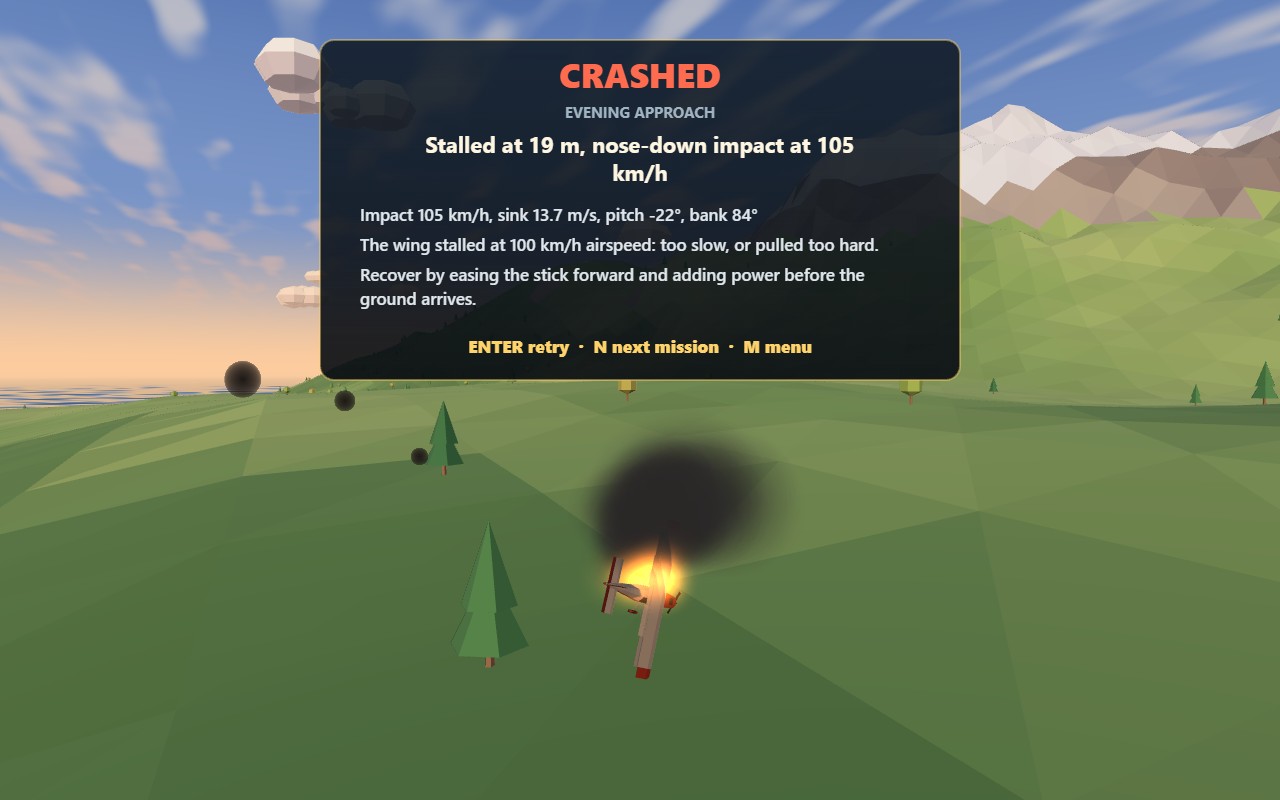 CRASHED
EVENING APPROACH
Stalled at 19 m, nose-down impact at 105
km/h
Impact 105 km/h, sink 13.7 m/s, pitch -22°, bank 84°
The wing stalled at 100 km/h airspeed: too slow, or pulled too hard.
Recover by easing the stick forward and adding power before the
ground arrives.
ENTER retry · N next mission · M menu